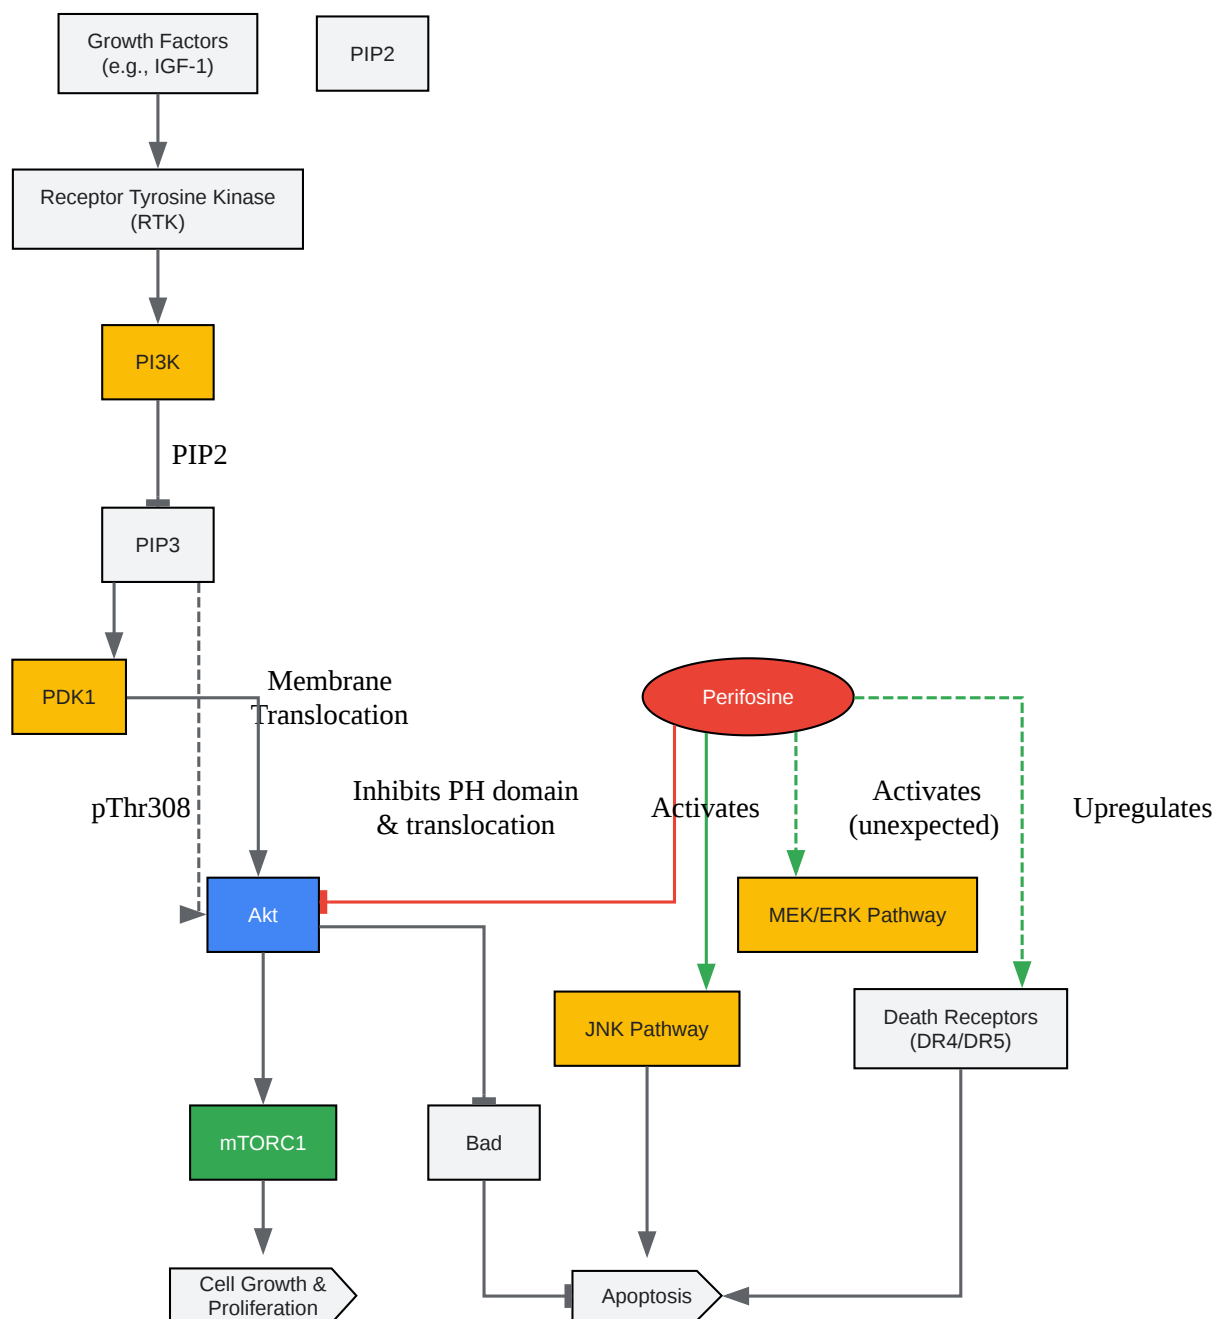 Growth Factors
(e.g., IGF-1)
PIP2
Receptor Tyrosine Kinase
(RTK)
PI3K
PIP2
PIP3
PDK1
Membrane
Translocation
Perifosine
pThr308
Inhibits PH domain
& translocation
Activates
Activates
(unexpected)
Upregulates
Akt
MEK/ERK Pathway
JNK Pathway
Death Receptors
(DR4/DR5)
mTORC1
Bad
Cell Growth &
Proliferation
Apoptosis